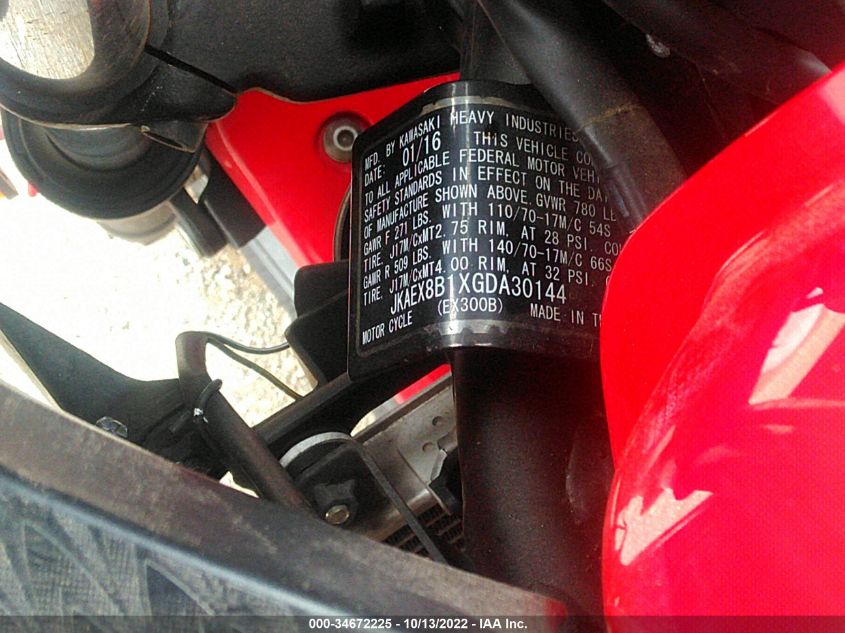 MFD. BY KAWASAKI HEAVY INDUSTRIES
DATE: 01/16 THIS VEHICLE
TO ALL APPLICABLE FEDERAL MOTOR
SAFETY STANDARDS IN EFFECT ON THE
OF MANUFACTURE SHOWN ABOVE. GVWR 780
GAWR F 271 LBS. WITH 110/70-17M/C 54S
TIRE. J17M/CxMT2. 75 RIM, AT 28 PSI.
GAWR R 509 LBS. WITH 140/70-17M/C 66S
TIRE. J17M/CxMT4. 00 RIM, AT 32 PSI.
JKAEX8B1XGDA30144
MOTOR CYCLE (EX300B) MADE IN
000-34672225 - 10/13/2022 - IAA Inc.